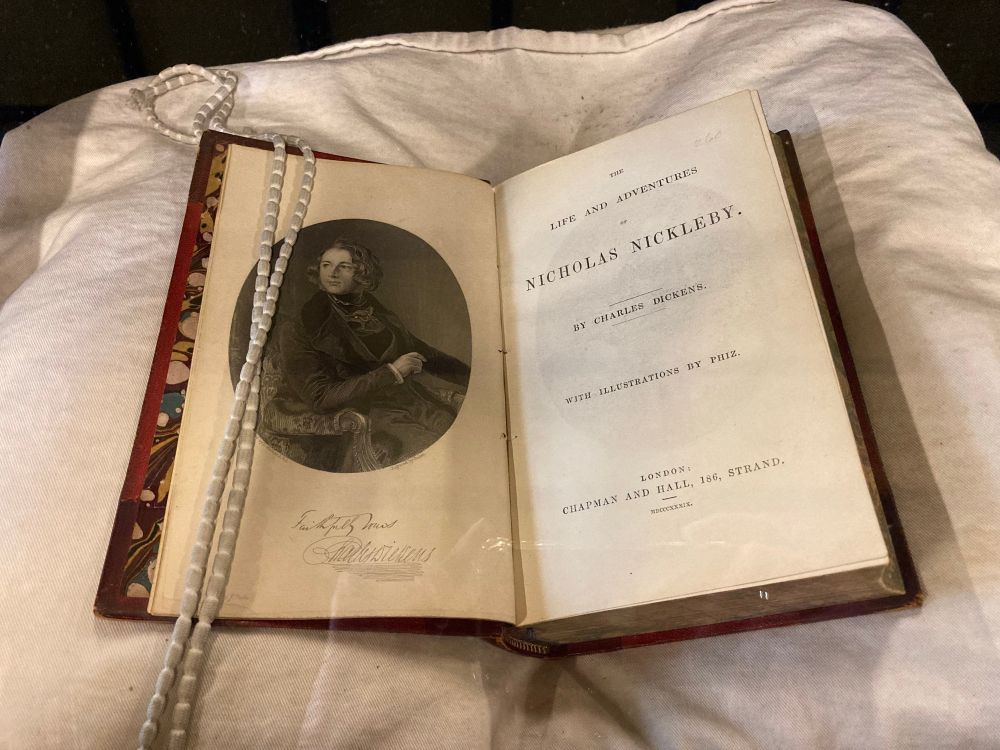 Faithfully Yours
Charles Dickens
THE
LIFE AND ADVENTURES
OF
NICHOLAS NICKLEBY.
BY CHARLES DICKENS.
WITH ILLUSTRATIONS BY PHIZ.
LONDON:
CHAPMAN AND HALL, 186, STRAND.
MDCCCXXXIX.